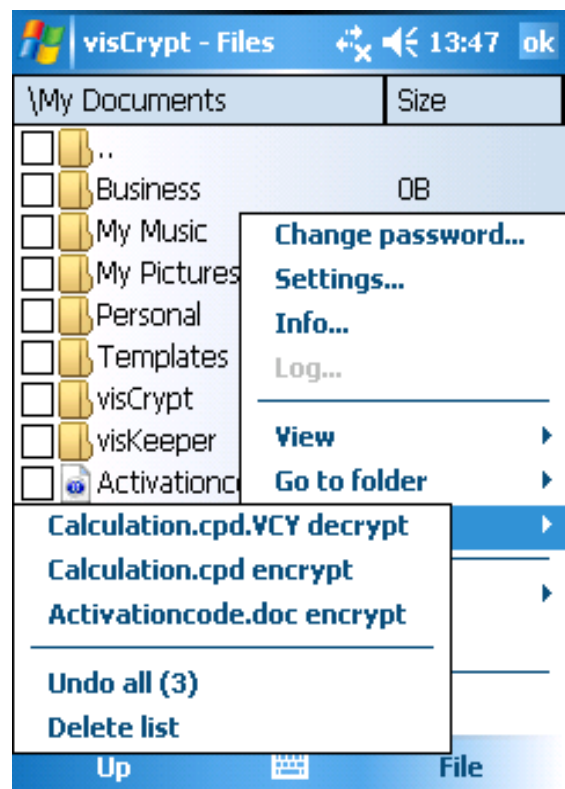 visCrypt - Files 13:47 ok
\My Documents Size
..
Business 0B
My Music
My Pictures
Personal
Templates
visCrypt
visKeeper
Activationc
Change password...
Settings...
Info...
Log...
View
Go to folder
Calculation.cpd.VCY decrypt
Calculation.cpd encrypt
Activationcode.doc encrypt
Undo all (3)
Delete list
Up File